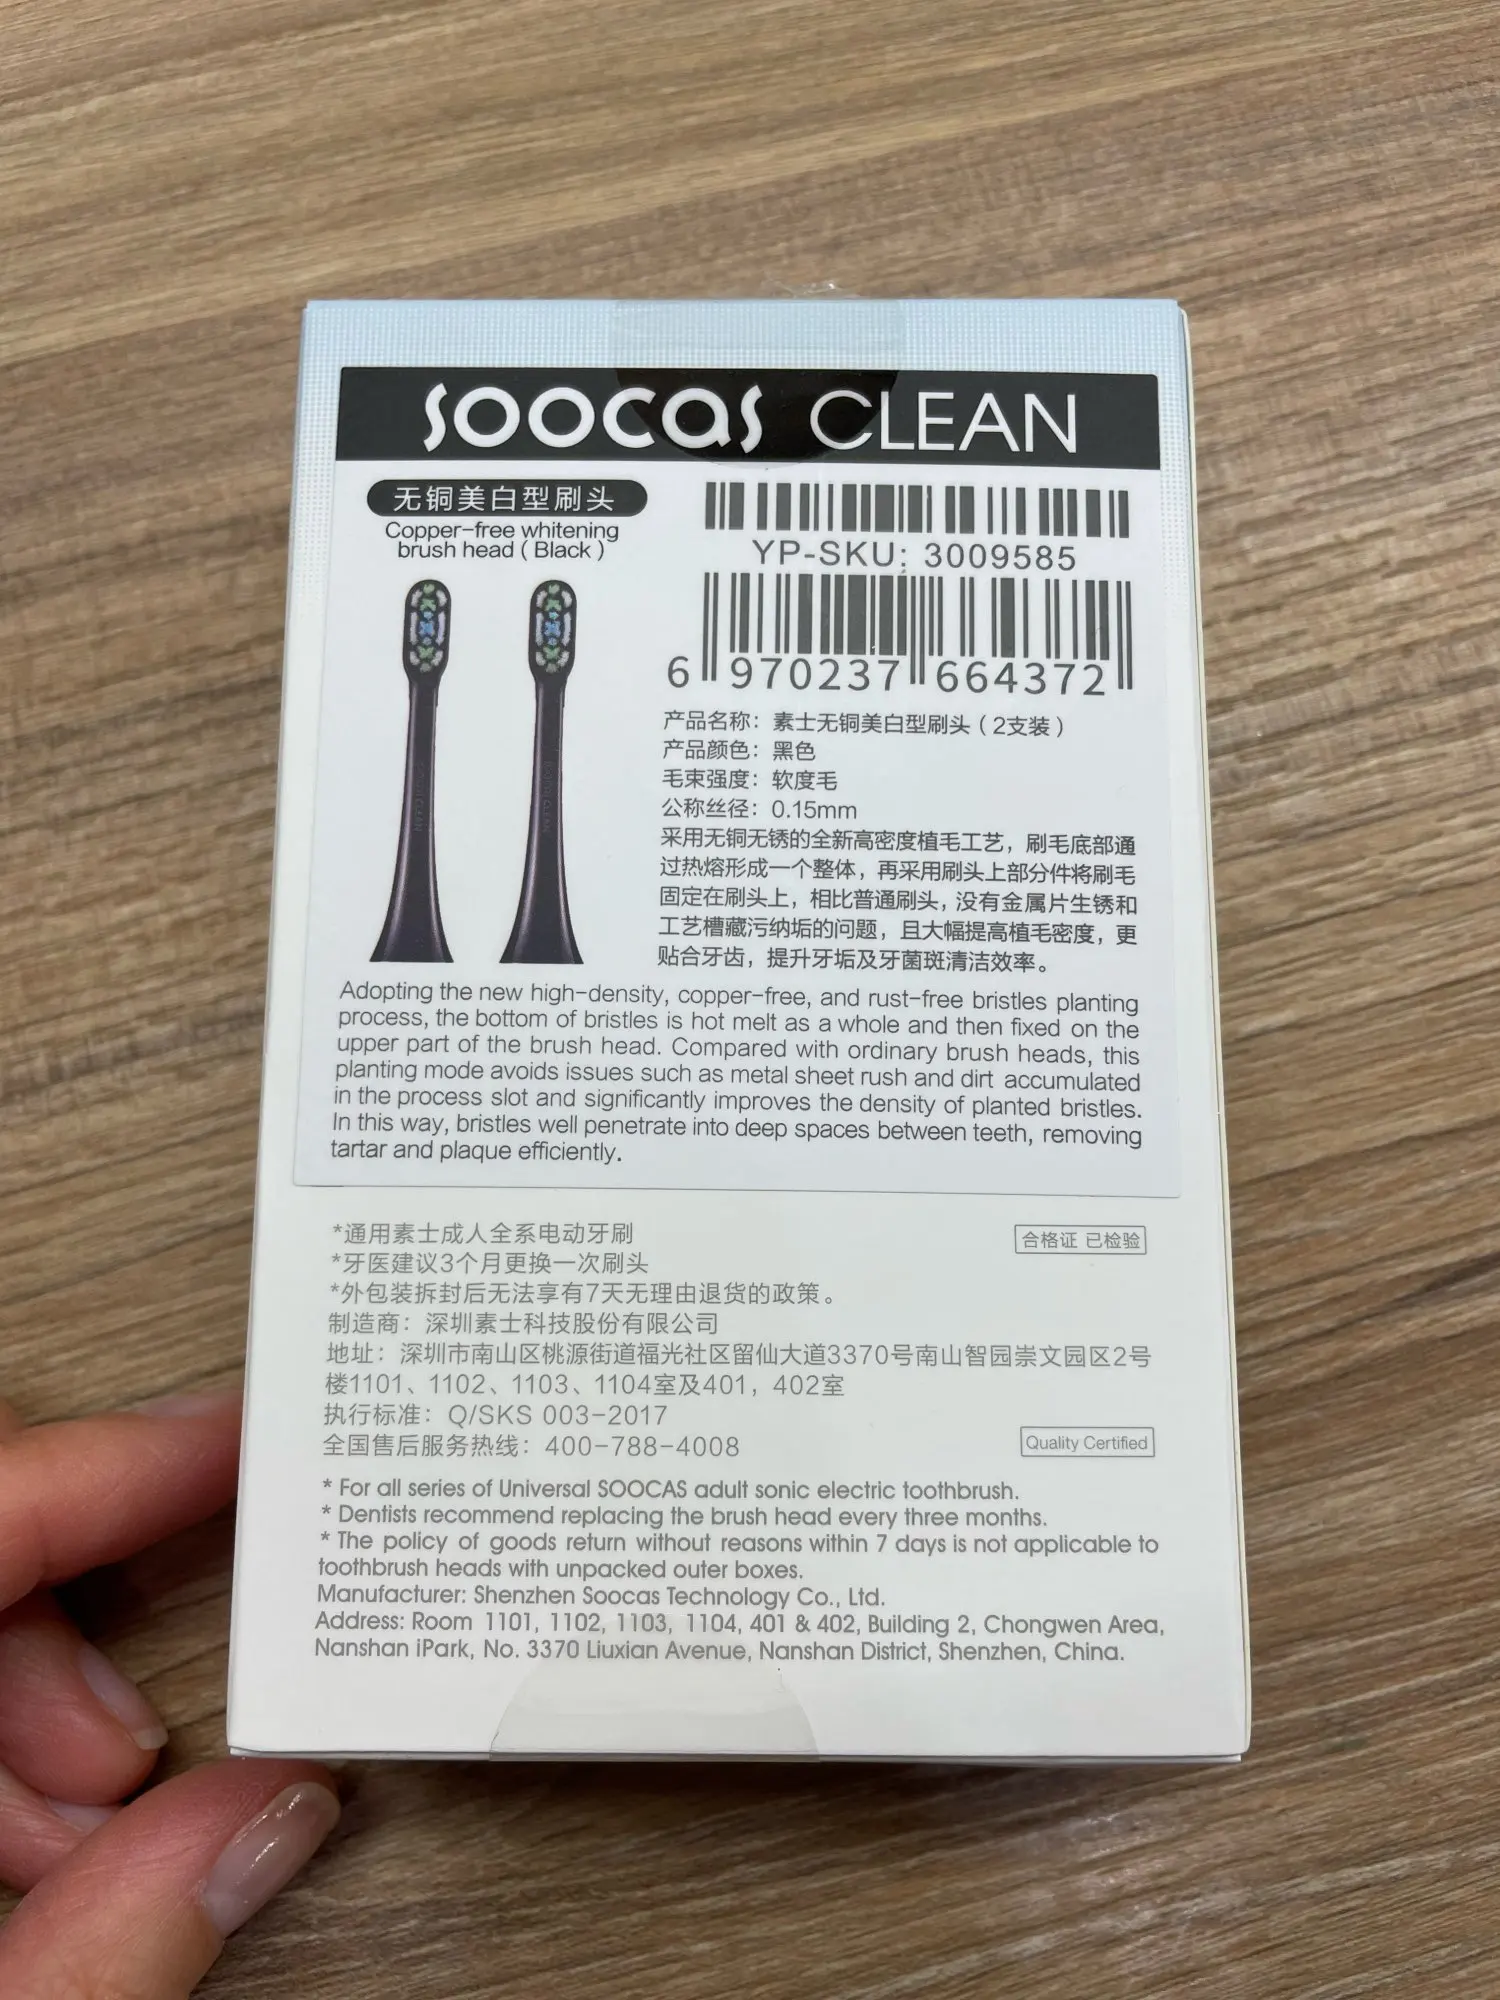 SOOCAS CLEAN
无铜美白型刷头
Copper-free whitening
brush head ( Black )
YP-SKU: 3009585
6 970237 664372
产品名称：素士无铜美白型刷头（2支装）
产品颜色：黑色
毛束强度：软度毛
公称丝径：0.15mm
采用无铜无锈的全新高密度植毛工艺，刷毛底部通
过热熔形成一个整体，再采用刷头上部分件将刷毛
固定在刷头上，相比普通刷头，没有金属片生锈和
工艺槽藏污纳垢的问题，且大幅提高植毛密度，更
贴合牙齿，提升牙垢及牙菌斑清洁效率。
Adopting the new high-density, copper-free, and rust-free bristles planting
process, the bottom of bristles is hot melt as a whole and then fixed on the
upper part of the brush head. Compared with ordinary brush heads, this
planting mode avoids issues such as metal sheet rush and dirt accumulated
in the process slot and significantly improves the density of planted bristles.
In this way, bristles well penetrate into deep spaces between teeth, removing
tartar and plaque efficiently.
*通用素士成人全系电动牙刷
合格证 已检验
*牙医建议3个月更换一次刷头
*外包装拆封后无法享有7天无理由退货的政策。
制造商：深圳素士科技股份有限公司
地址：深圳市南山区桃源街道福光社区留仙大道3370号南山智园崇文园区2号
楼1101、1102、1103、1104室及401，402室
执行标准：Q/SKS 003-2017
全国售后服务热线：400-788-4008
Quality Certified
* For all series of Universal SOOCAS adult sonic electric toothbrush.
* Dentists recommend replacing the brush head every three months.
* The policy of goods return without reasons within 7 days is not applicable to
toothbrush heads with unpacked outer boxes.
Manufacturer: Shenzhen Soocas Technology Co., Ltd.
Address: Room 1101, 1102, 1103, 1104, 401 & 402, Building 2, Chongwen Area,
Nanshan iPark, No. 3370 Liuxian Avenue, Nanshan District, Shenzhen, China.